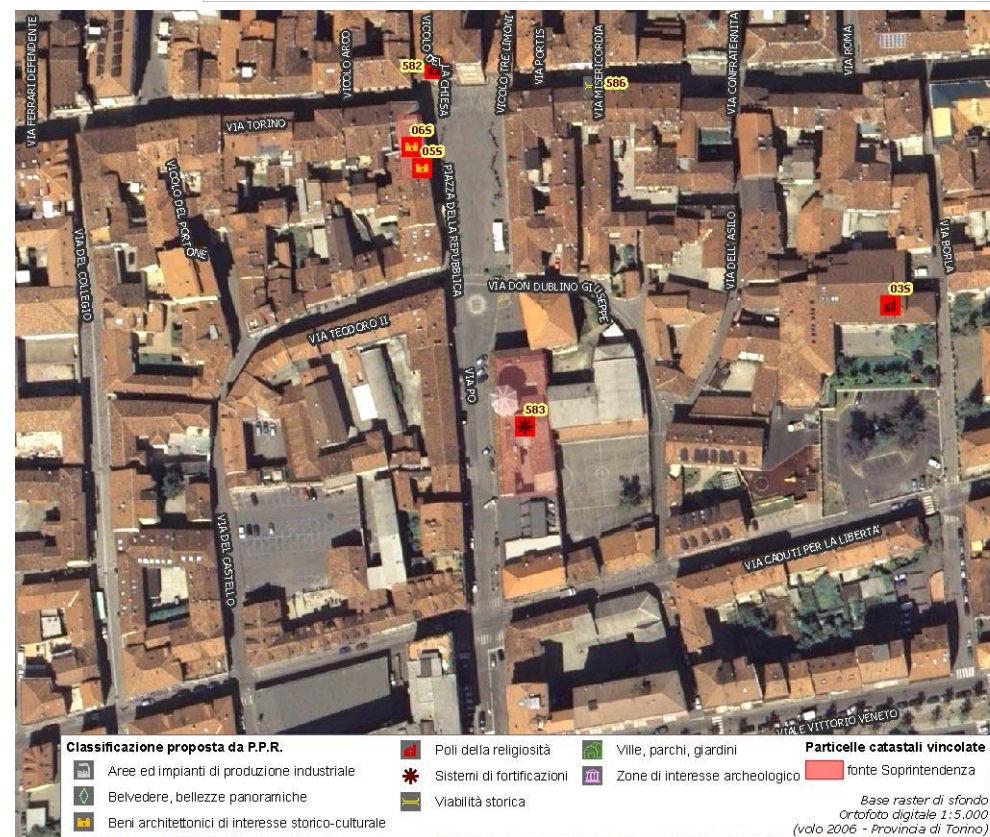 VIA FERRARI DEFENDENTE
VICOLO ARCO
VICOLO DELLA CHIESA
VICOLO TRE LIMONI
VIA PORTIS
VIA MISERICORDIA
VIA CONFRATERNITA
VIA ROMA
582
586
VIA TORINO
06S
05S
VICOLO DEL PORTONE
PIAZZA DELLA REPUBBLICA
VIA DEL COLLEGIO
VIA DELL' ASILO
VIA BORLA
VIA DON DUBLINO GIUSEPPE
03S
VIA TEODORO II
VIA PO
583
VIA DEL CASTELLO
VIA CADUTI PER LA LIBERTA'
VIALE VITTORIO VENETO
Classificazione proposta da P.P.R.
Aree ed impianti di produzione industriale
Belvedere, bellezze panoramiche
Beni architettonici di interesse storico-culturale
Poli della religiosità
Sistemi di fortificazioni
Viabilità storica
Ville, parchi, giardini
Zone di interesse archeologico
Particelle catastali vincolate
fonte Soprintendenza
Base raster di sfondo
Ortofoto digitale 1:5.000
(volo 2006 - Provincia di Torino)